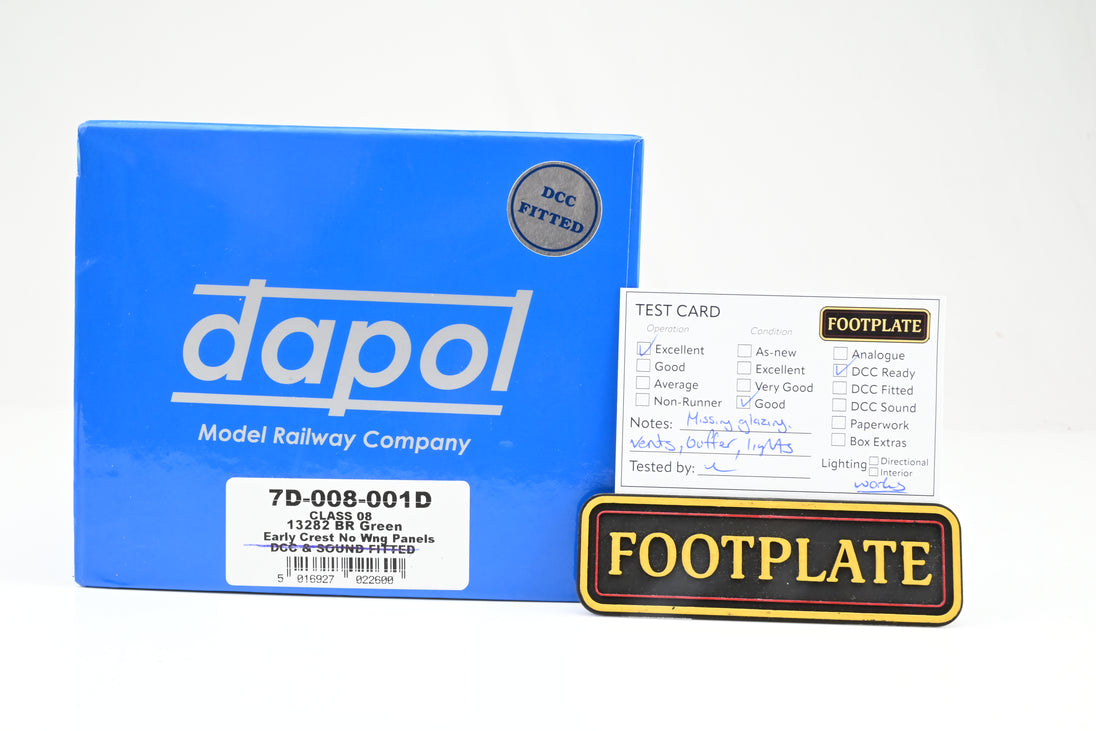 DCC
FITTED
dapol
Model Railway Company
7D-008-001D
CLASS 08
13282 BR Green
Early Crest No Wng Panels
DCC & SOUND FITTED
5 016927 022600
TEST CARD
FOOTPLATE
Operation
Excellent
Good
Average
Non-Runner
Condition
As-new
Excellent
Very Good
Good
Analogue
DCC Ready
DCC Fitted
DCC Sound
Paperwork
Box Extras
Notes: Missing glazing,
vents, buffer, lights
Tested by:
Lighting Directional
Interior
works
FOOTPLATE